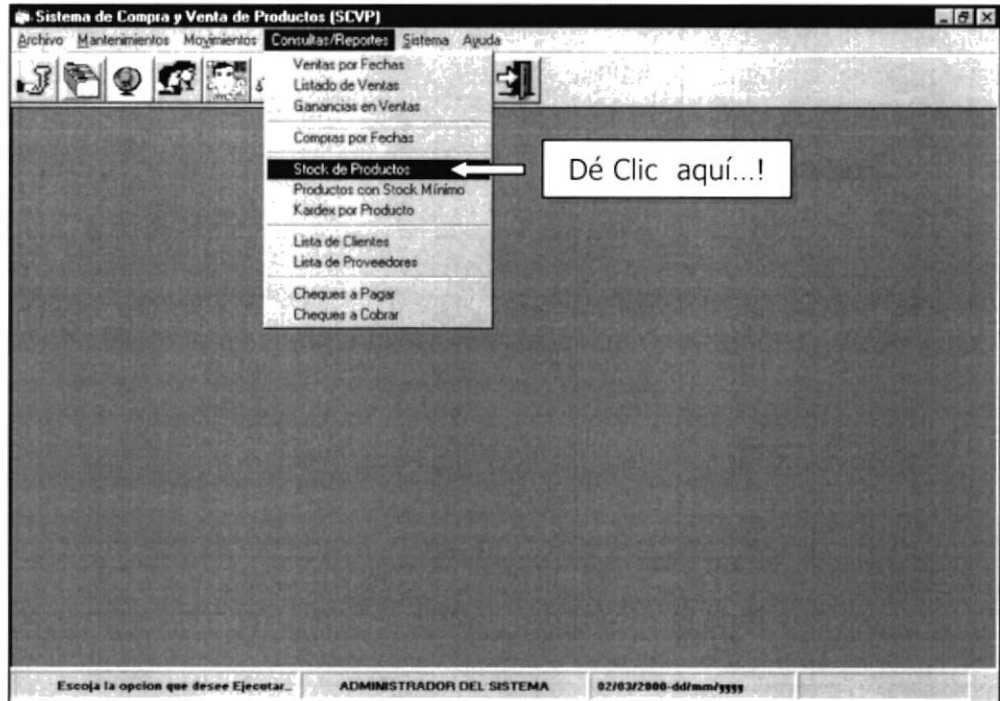 Sistema de Compra y Venta de Productos (SCVP)
Archivo Mantenimientos Movimientos Consultas/Reportes Sistema Ayuda
Ventas por Fechas
Listado de Ventas
Ganancias en Ventas
Compras por Fechas
Stock de Productos
Dé Clic aquí...!
Productos con Stock Mínimo
Kardex por Producto
Lista de Clientes
Lista de Proveedores
Cheques a Pagar
Cheques a Cobrar
Escoja la opcion que desee Ejecutar.. ADMINISTRADOR DEL SISTEMA 02/03/2000-dd/mm/yyyy